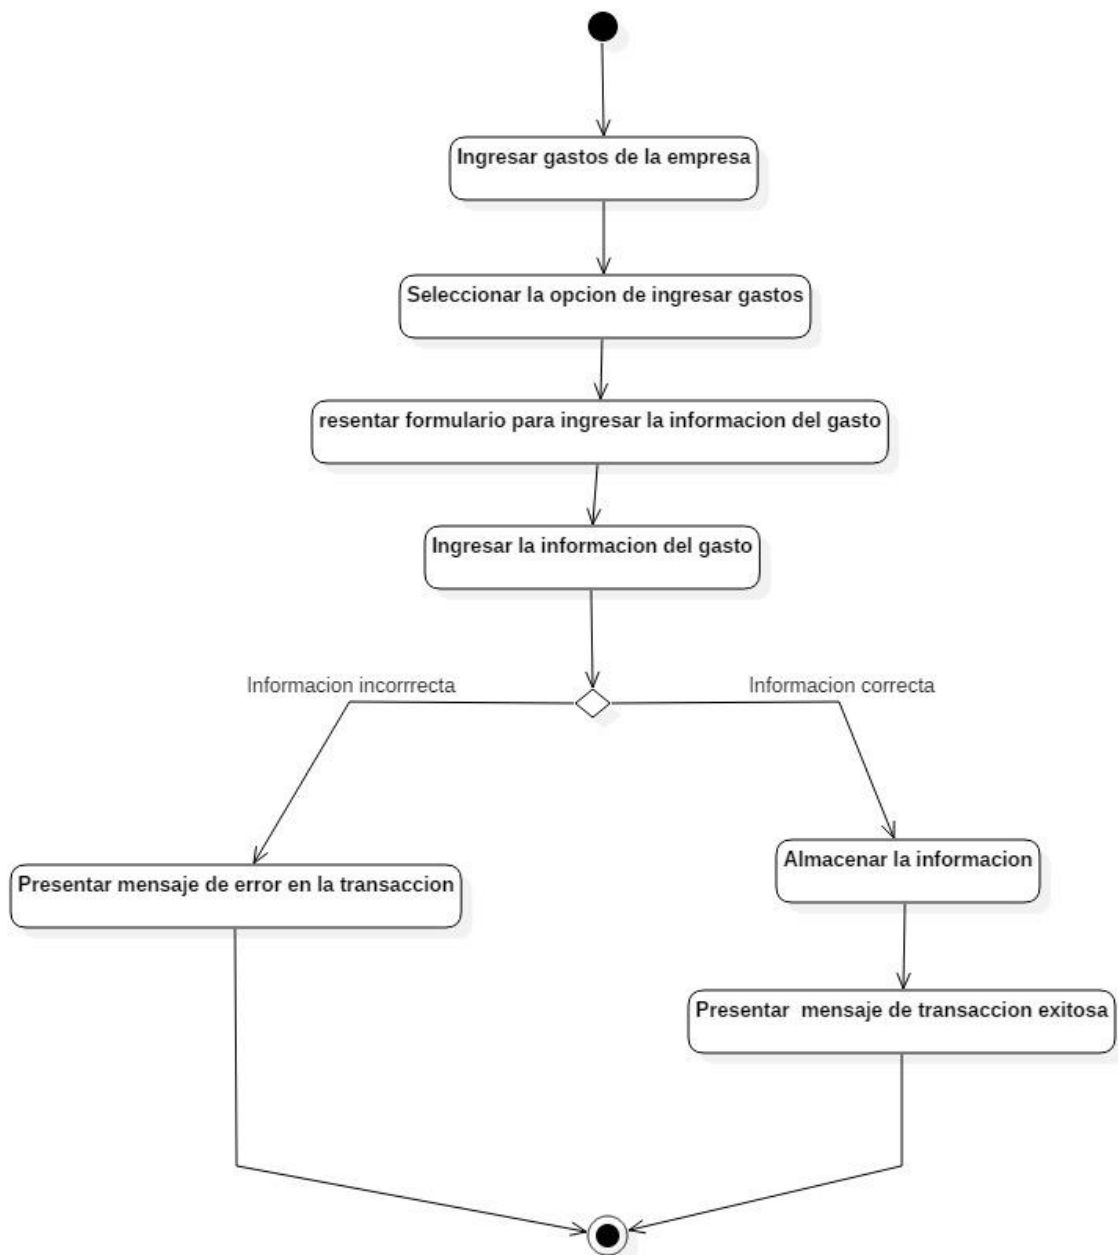 Ingresar gastos de la empresa
Seleccionar la opcion de ingresar gastos
resentar formulario para ingresar la informacion del gasto
Ingresar la informacion del gasto
Informacion incorrrecta
Informacion correcta
Almacenar la informacion
Presentar mensaje de error en la transaccion
Presentar  mensaje de transaccion exitosa